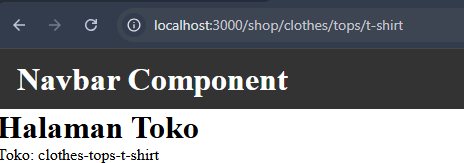 localhost:3000/shop/clothes/tops/t-shirt
Navbar Component
Halaman Toko
Toko: clothes-tops-t-shirt